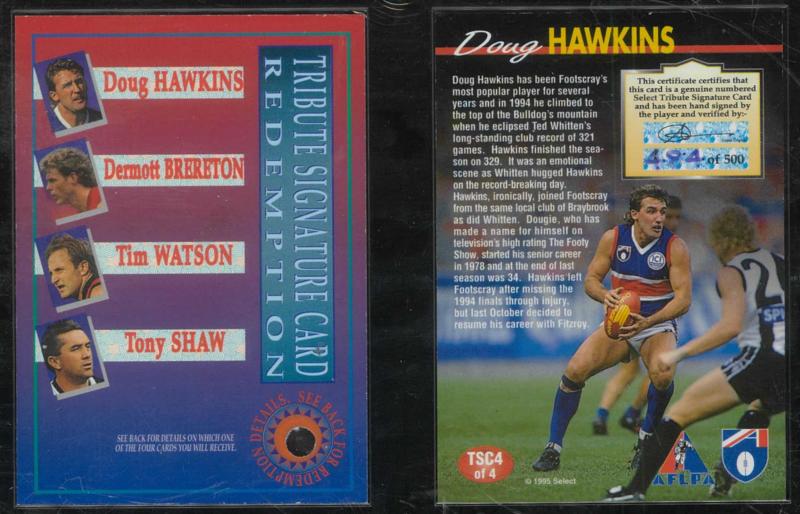 Doug HAWKINS
Dermott BRERETON
Tim WATSON
Tony SHAW
TRIBUTE SIGNATURE CARD
REDEMPTION
SEE BACK FOR REDEMPTION DETAILS.
SEE BACK FOR DETAILS ON WHICH ONE
OF THE FOUR CARDS YOU WILL RECEIVE.
Doug HAWKINS
Doug Hawkins has been Footscray's
most popular player for several
years and in 1994 he climbed to
the top of the Bulldog's mountain
when he eclipsed Ted Whitten's
long-standing club record of 321
games. Hawkins finished the sea-
son on 329. It was an emotional
scene as Whitten hugged Hawkins
on the record-breaking day.
Hawkins, ironically, joined Footscray
from the same local club of Braybrook
as did Whitten. Dougie, who has
made a name for himself on
television's high rating The Footy
Show, started his senior career
in 1978 and at the end of last
season was 34. Hawkins left
Footscray after missing the
1994 finals through injury,
but last October decided to
resume his career with Fitzroy.
This certificate certifies that
this card is a genuine numbered
Select Tribute Signature Card
and has been hand signed by
the player and verified by:-
494 of 500
ICI
SPI
TSC4
of 4
© 1995 Select
AFLPA